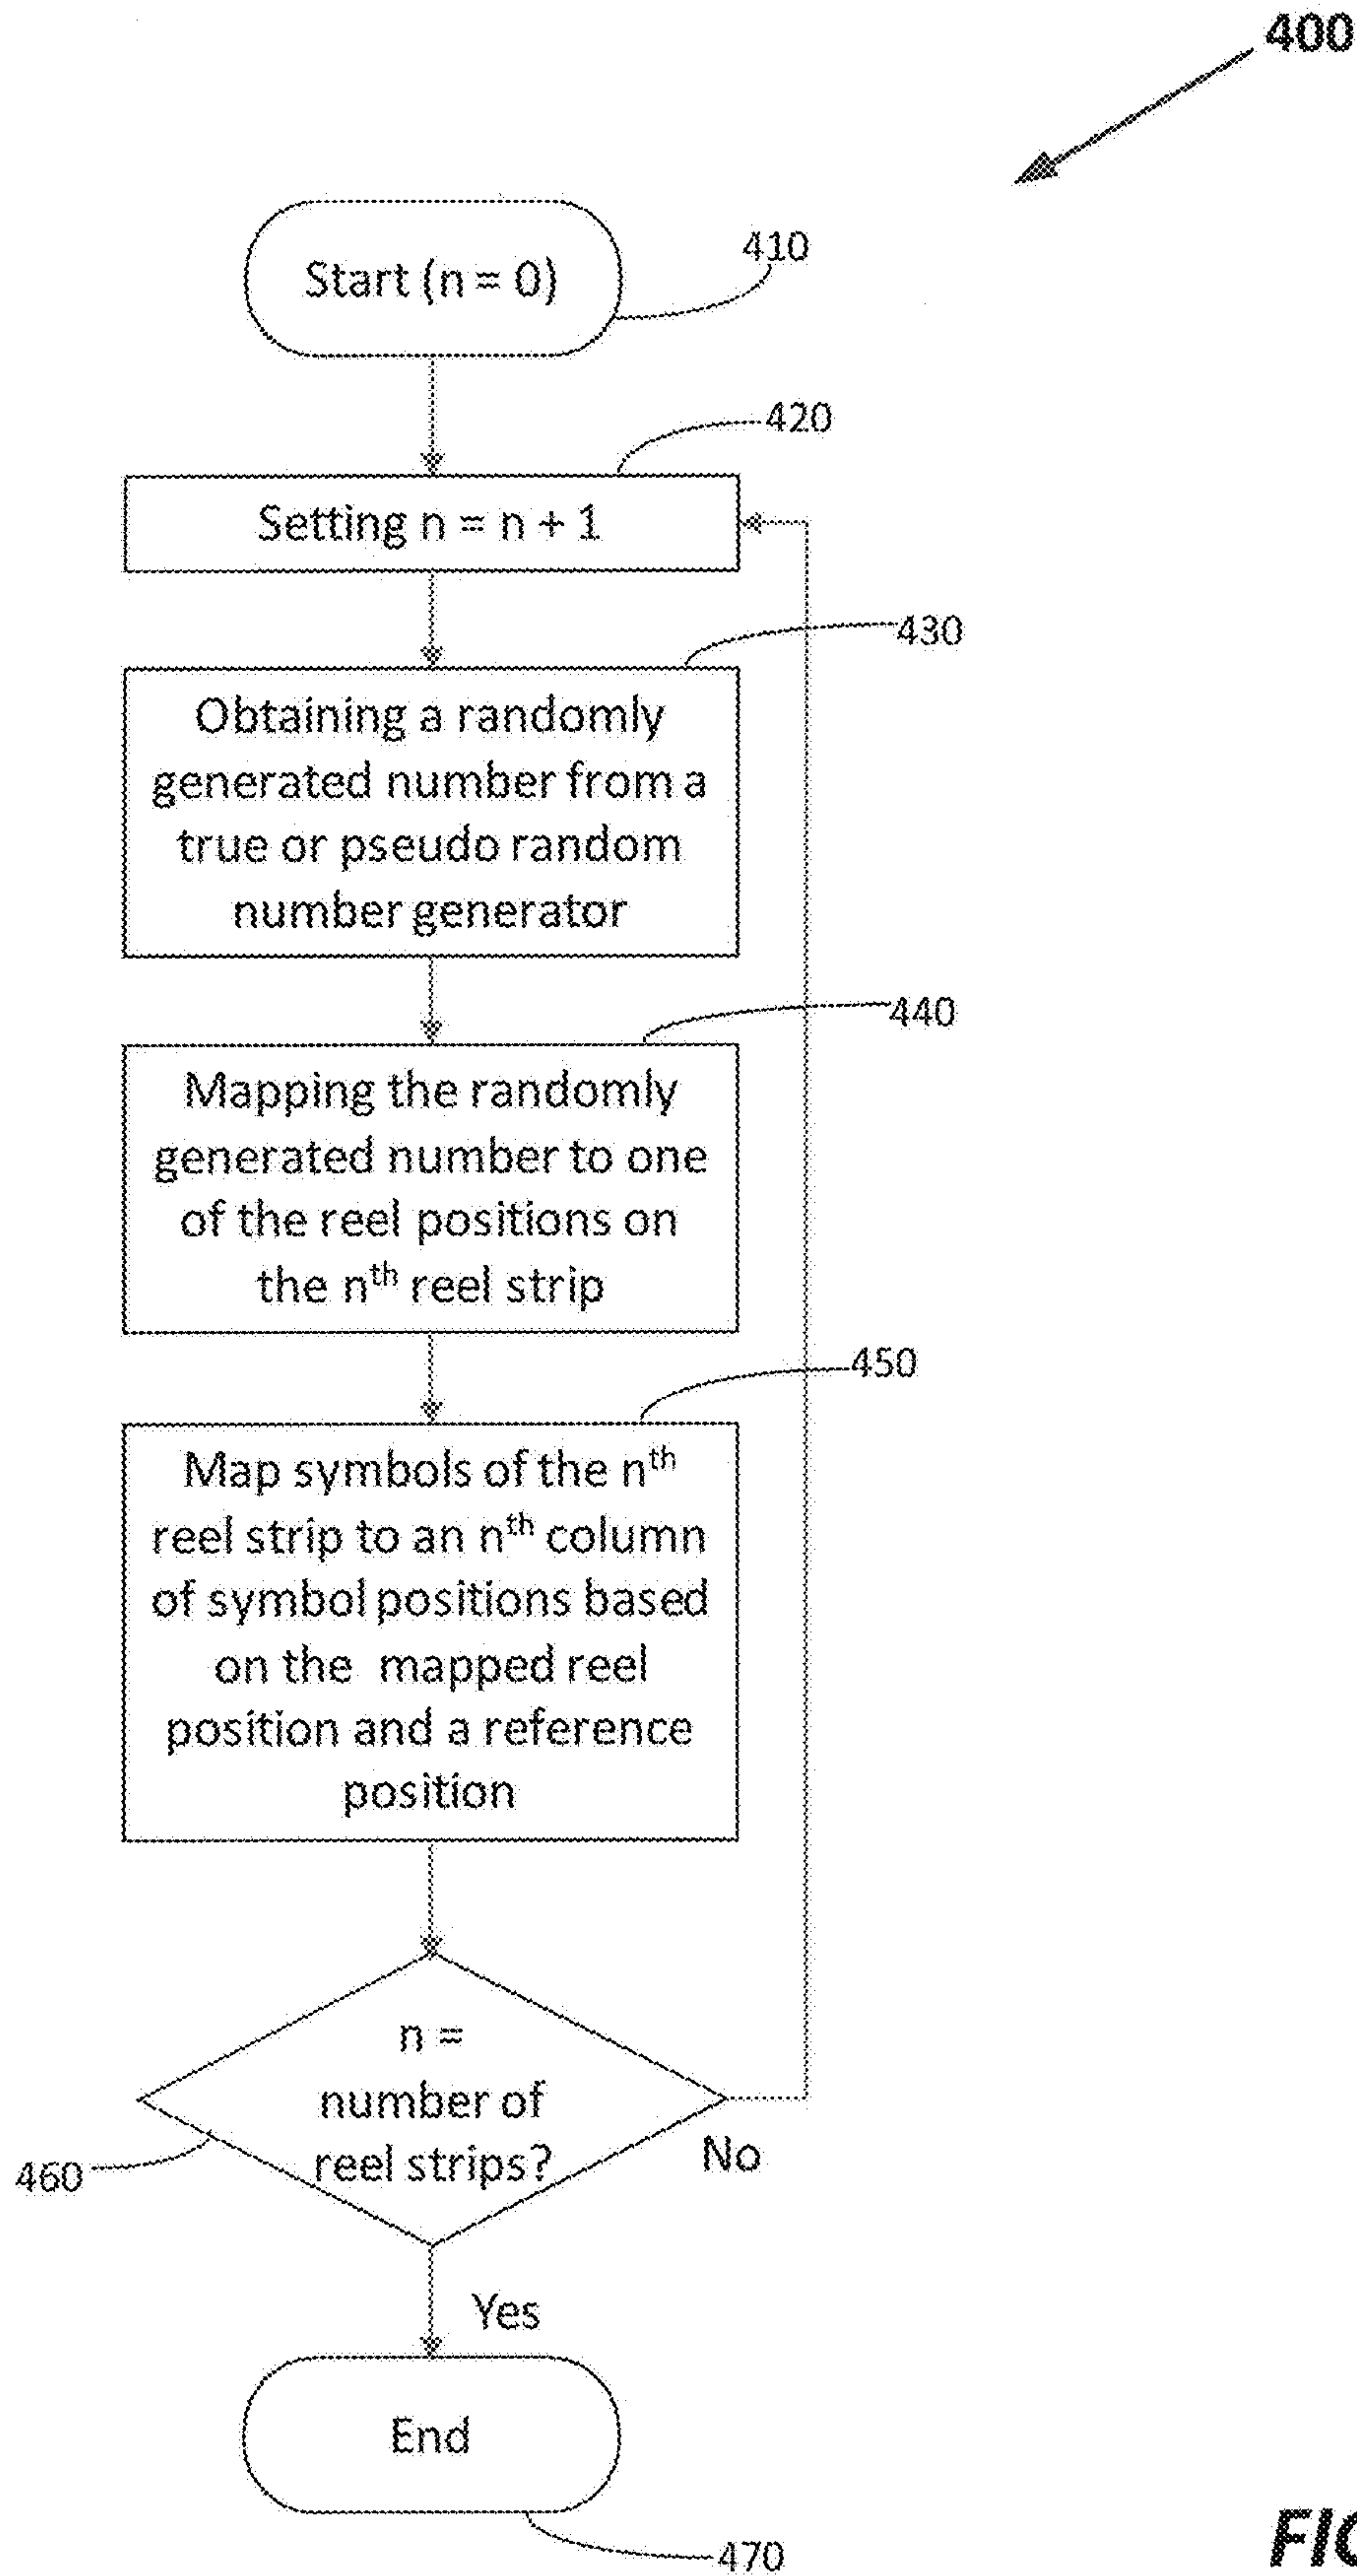 400
Start (n = 0)
410
420
Setting n = n + 1
430
Obtaining a randomly
generated number from a
true or pseudo random
number generator
440
Mapping the randomly
generated number to one
of the reel positions on
the nth reel strip
450
Map symbols of the nth
reel strip to an nth column
of symbol positions based
on the mapped reel
position and a reference
position
n =
number of
reel strips?
460
No
Yes
End
470
FIG